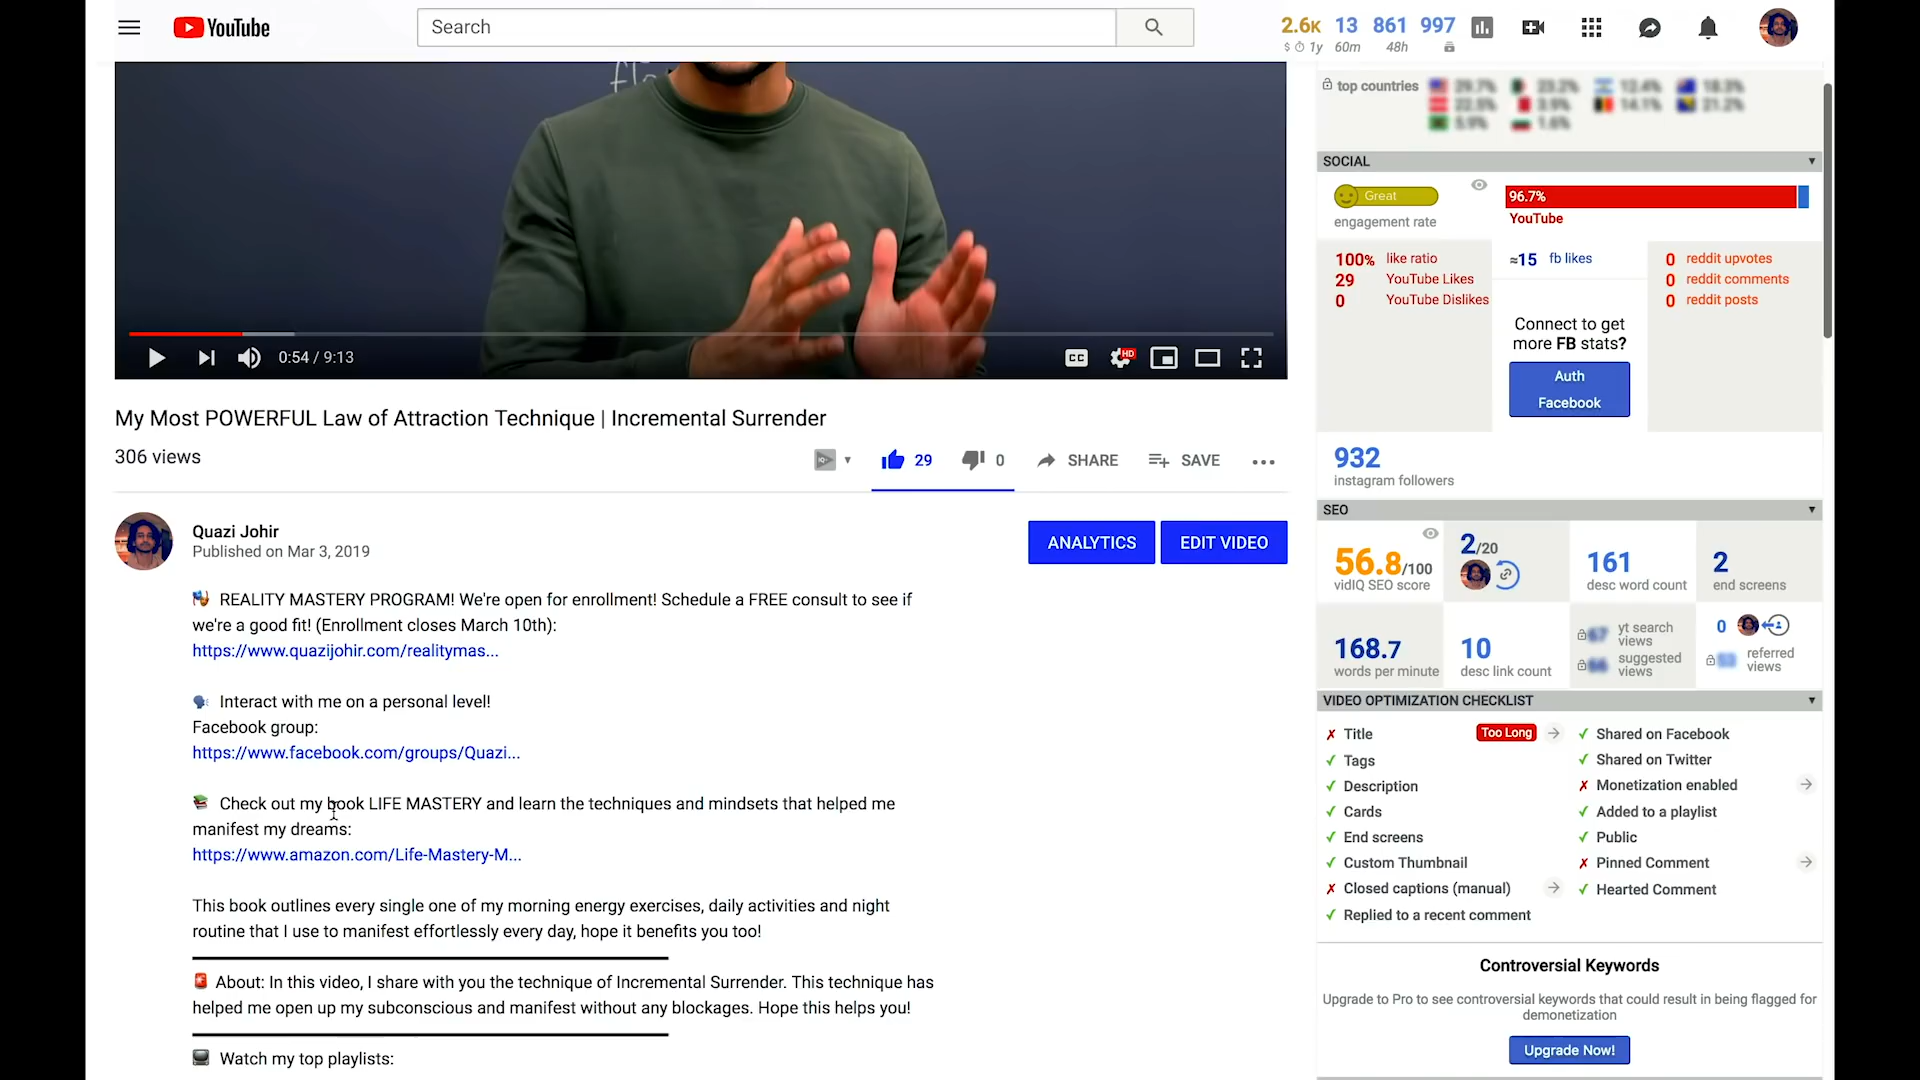 YouTube
Search
2.6K 13 861 997
1y 60m 48h
top countries
SOCIAL
Great
engagement rate
96.7%
YouTube
100% like ratio
29 YouTube Likes
0 YouTube Dislikes
≈15 fb likes
0 reddit upvotes
0 reddit comments
0 reddit posts
Connect to get
more FB stats?
Auth
Facebook
932
instagram followers
0:54 / 9:13
CC
HD
My Most POWERFUL Law of Attraction Technique | Incremental Surrender
306 views
29
0
SHARE
SAVE
Quazi Johir
Published on Mar 3, 2019
ANALYTICS
EDIT VIDEO
REALITY MASTERY PROGRAM! We're open for enrollment! Schedule a FREE consult to see if
we're a good fit! (Enrollment closes March 10th):
https://www.quazijohir.com/realitymas...
Interact with me on a personal level!
Facebook group:
https://www.facebook.com/groups/Quazi...
Check out my book LIFE MASTERY and learn the techniques and mindsets that helped me
manifest my dreams:
https://www.amazon.com/Life-Mastery-M...
This book outlines every single one of my morning energy exercises, daily activities and night
routine that I use to manifest effortlessly every day, hope it benefits you too!
About: In this video, I share with you the technique of Incremental Surrender. This technique has
helped me open up my subconscious and manifest without any blockages. Hope this helps you!
Watch my top playlists:
SEO
56.8/100
vidIQ SEO score
2/20
161
desc word count
2
end screens
168.7
words per minute
10
desc link count
yt search
views
suggested
views
0
referred
views
VIDEO OPTIMIZATION CHECKLIST
Title Too Long
Tags
Description
Cards
End screens
Custom Thumbnail
Closed captions (manual)
Replied to a recent comment
Shared on Facebook
Shared on Twitter
Monetization enabled
Added to a playlist
Public
Pinned Comment
Hearted Comment
Controversial Keywords
Upgrade to Pro to see controversial keywords that could result in being flagged for
demonetization
Upgrade Now!